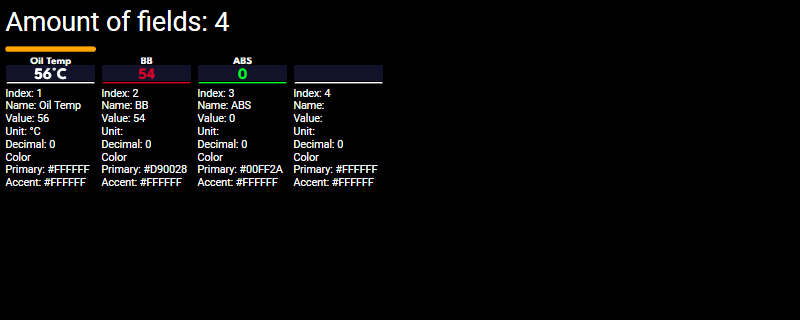 Amount of fields: 4
Oil Temp
56°C
Index: 1
Name: Oil Temp
Value: 56
Unit: °C
Decimal: 0
Color
Primary: #FFFFFF
Accent: #FFFFFF
BB
54
Index: 2
Name: BB
Value: 54
Unit:
Decimal: 0
Color
Primary: #D90028
Accent: #FFFFFF
ABS
0
Index: 3
Name: ABS
Value: 0
Unit:
Decimal: 0
Color
Primary: #00FF2A
Accent: #FFFFFF
Index: 4
Name:
Value:
Unit:
Decimal: 0
Color
Primary: #FFFFFF
Accent: #FFFFFF